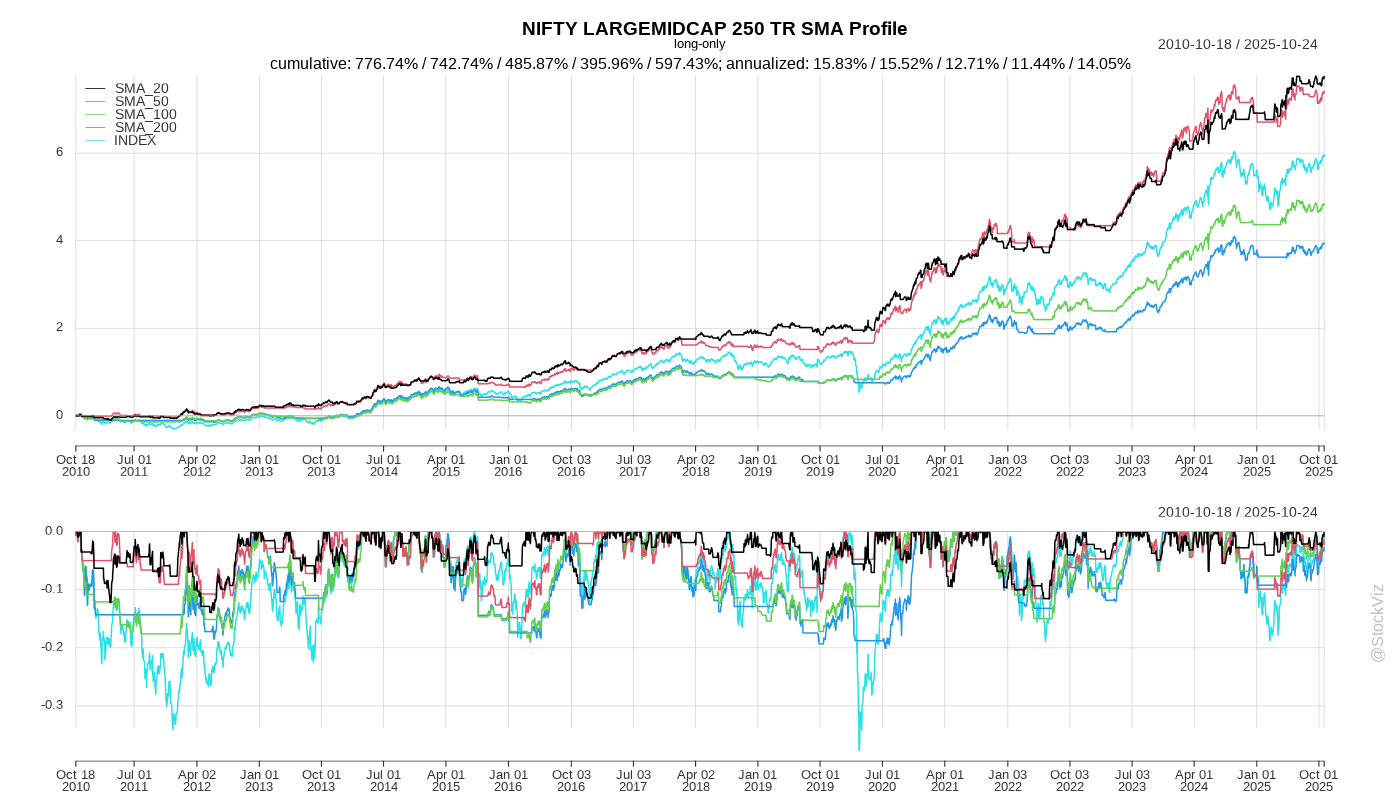 NIFTY LARGEMIDCAP 250 TR SMA Profile
long-only
2010-10-18 / 2025-10-24
cumulative: 776.74% / 742.74% / 485.87% / 395.96% / 597.43%; annualized: 15.83% / 15.52% / 12.71% / 11.44% / 14.05%
SMA_20
SMA_50
SMA_100
SMA_200
INDEX
6
4
2
0
Oct 18 Jul 01 Apr 02 Jan 01 Oct 01 Jul 01 Apr 01 Jan 01 Oct 03 Jul 03 Apr 02 Jan 01 Oct 01 Jul 01 Apr 01 Jan 03 Oct 03 Jul 03 Apr 01 Jan 01 Oct 01
2010 2011 2012 2013 2013 2014 2015 2016 2016 2017 2018 2019 2019 2020 2021 2022 2022 2023 2024 2025 2025
2010-10-18 / 2025-10-24
0.0
-0.1
-0.2
-0.3
Oct 18 Jul 01 Apr 02 Jan 01 Oct 01 Jul 01 Apr 01 Jan 01 Oct 03 Jul 03 Apr 02 Jan 01 Oct 01 Jul 01 Apr 01 Jan 03 Oct 03 Jul 03 Apr 01 Jan 01 Oct 01
2010 2011 2012 2013 2013 2014 2015 2016 2016 2017 2018 2019 2019 2020 2021 2022 2022 2023 2024 2025 2025
@StockViz